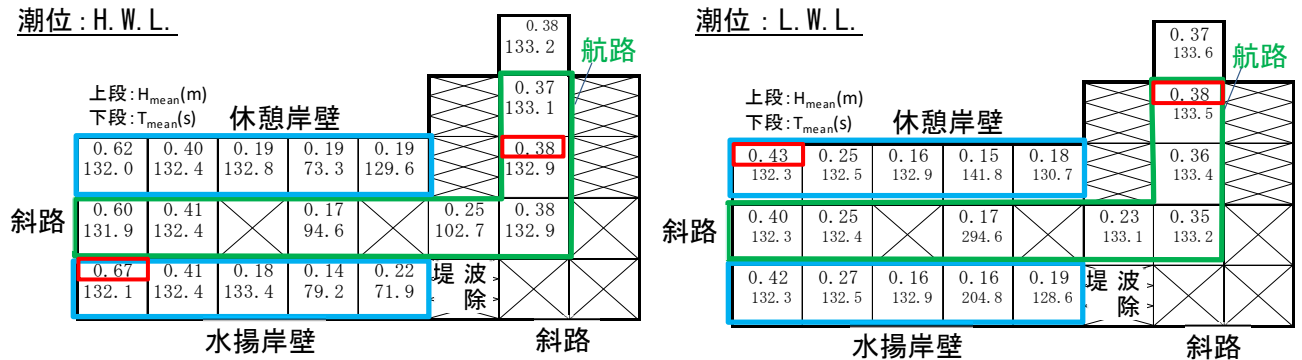 潮位：H.W.L.
0.38
133.2
航路
上段：Hmean(m)
下段：Tmean(s)
休憩岸壁
0.37
133.1
0.38
132.9
0.62 0.40 0.19 0.19 0.19
132.0 132.4 132.8 73.3 129.6
斜路
0.60 0.41 0.17 0.25 0.38
131.9 132.4 94.6 102.7 132.9
0.67 0.41 0.18 0.14 0.22
132.1 132.4 133.4 79.2 71.9
堤 波
除
水揚岸壁
斜路
潮位：L.W.L.
0.37
133.6
航路
上段：Hmean(m)
下段：Tmean(s)
休憩岸壁
0.38
133.5
0.36
133.4
0.43 0.25 0.16 0.15 0.18
132.3 132.5 132.9 141.8 130.7
斜路
0.40 0.25 0.17 0.23 0.35
132.3 132.4 294.6 133.1 133.2
0.42 0.27 0.16 0.16 0.19
132.3 132.5 132.9 204.8 128.6
堤 波
除
水揚岸壁
斜路